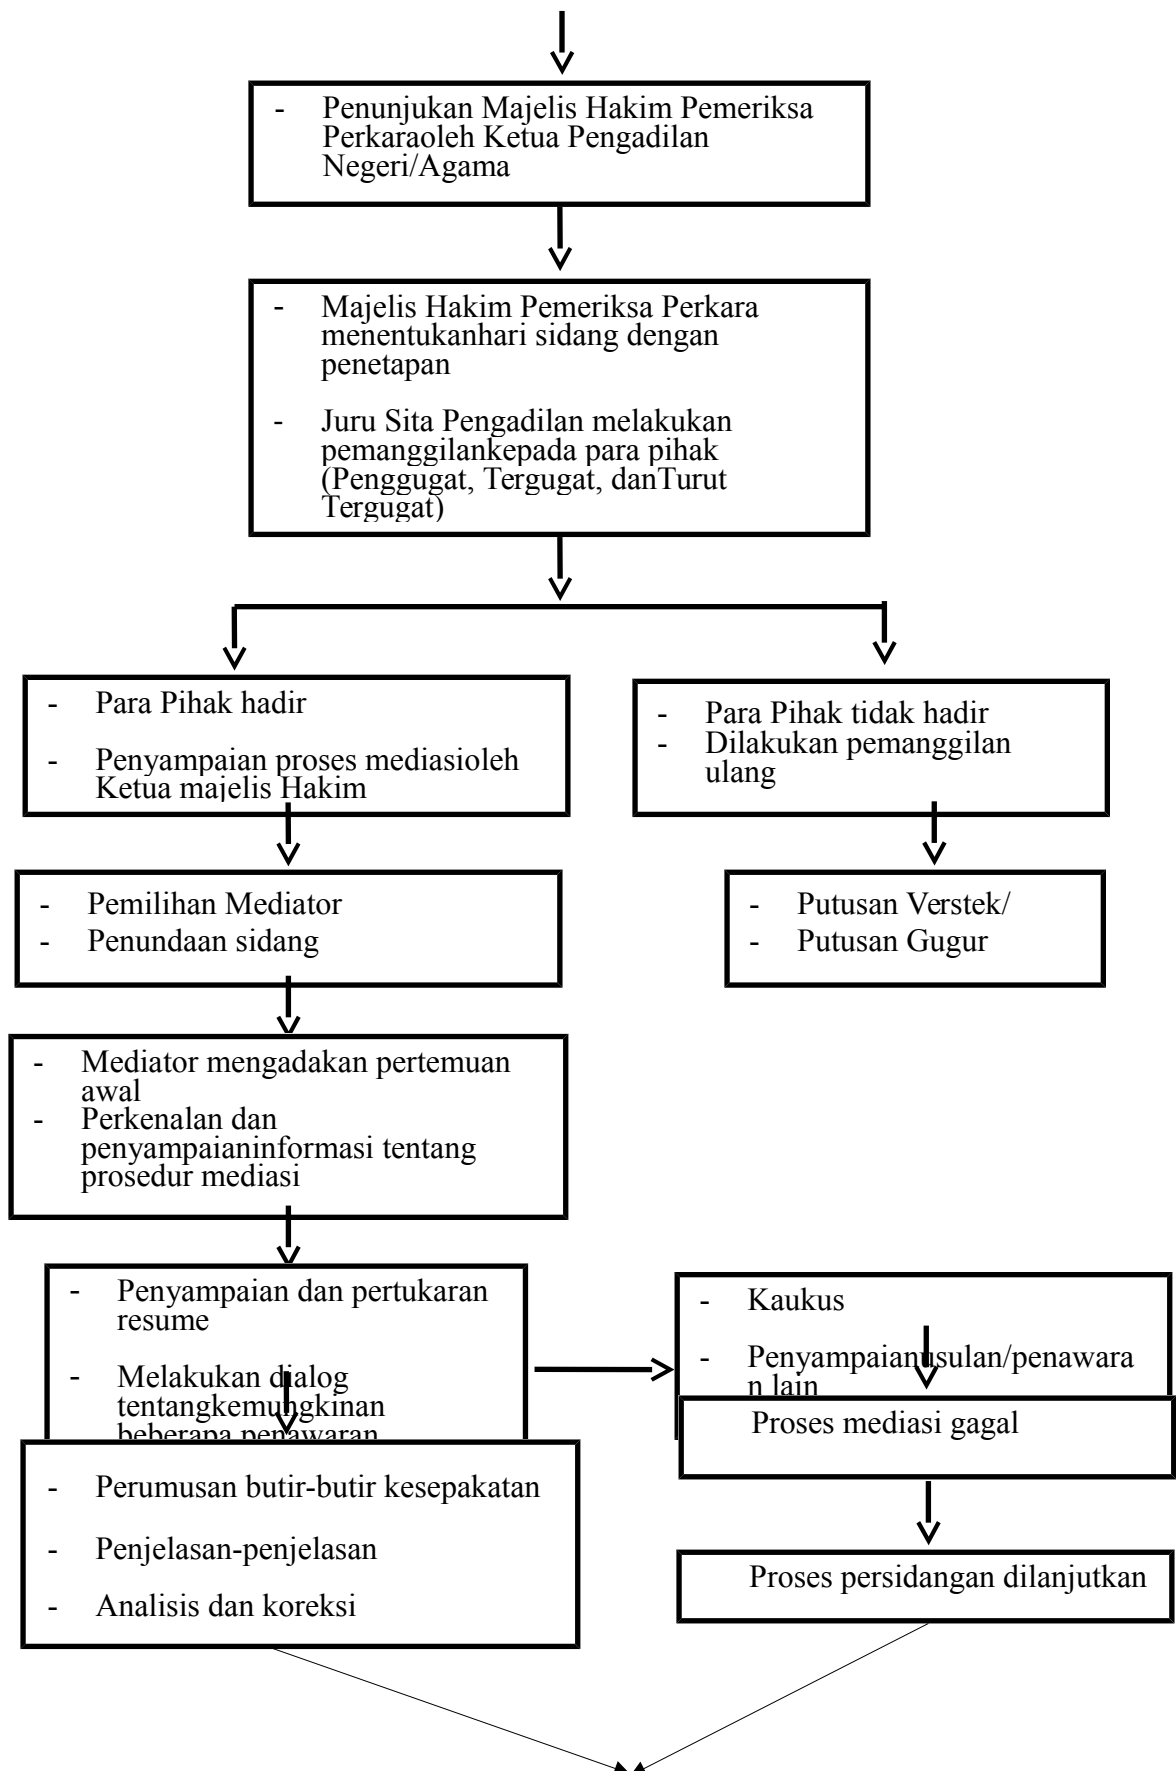 - Penunjukan Majelis Hakim Pemeriksa
Perkaraoleh Ketua Pengadilan
Negeri/Agama
- Majelis Hakim Pemeriksa Perkara
menentukanhari sidang dengan
penetapan
- Juru Sita Pengadilan melakukan
pemanggilankepada para pihak
(Penggugat, Tergugat, danTurut
Tergugat)
- Para Pihak hadir
- Penyampaian proses mediasioleh
Ketua majelis Hakim
- Para Pihak tidak hadir
- Dilakukan pemanggilan
ulang
- Pemilihan Mediator
- Penundaan sidang
- Putusan Verstek/
- Putusan Gugur
- Mediator mengadakan pertemuan
awal
- Perkenalan dan
penyampaianinformasi tentang
prosedur mediasi
- Penyampaian dan pertukaran
resume
- Melakukan dialog
tentangkemungkinan
beberapa penawaran
- Kaukus
- Penyampaianusulan/penawara
n lain
Proses mediasi gagal
- Perumusan butir-butir kesepakatan
- Penjelasan-penjelasan
- Analisis dan koreksi
Proses persidangan dilanjutkan